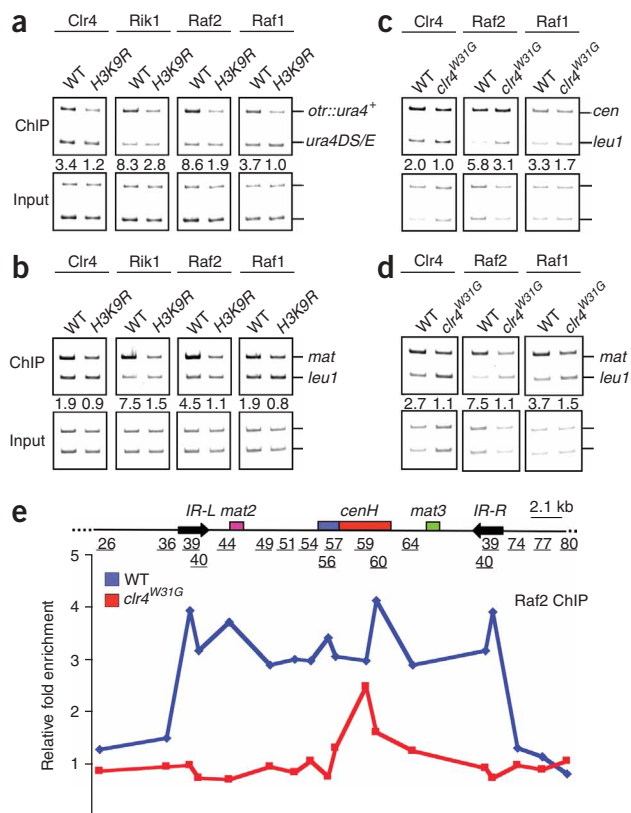 a
Clr4 Rik1 Raf2 Raf1
WT H3K9R WT H3K9R WT H3K9R WT H3K9R
ChIP
otr::ura4+
ura4DS/E
3.4 1.2 8.3 2.8 8.6 1.9 3.7 1.0
Input
c
Clr4 Raf2 Raf1
WT clr4W31G WT clr4W31G WT clr4W31G
cen
leu1
2.0 1.0 5.8 3.1 3.3 1.7
b
Clr4 Rik1 Raf2 Raf1
WT H3K9R WT H3K9R WT H3K9R WT H3K9R
ChIP
mat
leu1
1.9 0.9 7.5 1.5 4.5 1.1 1.9 0.8
Input
d
Clr4 Raf2 Raf1
WT clr4W31G WT clr4W31G WT clr4W31G
mat
leu1
2.7 1.1 7.5 1.1 3.7 1.5
e
IR-L mat2 cenH mat3 IR-R 2.1 kb
26 36 39 44 49 51 54 57 59 64 39 74 77 80
40 56 60 40
WT
clr4W31G
Raf2 ChIP
Relative fold enrichment
5
4
3
2
1